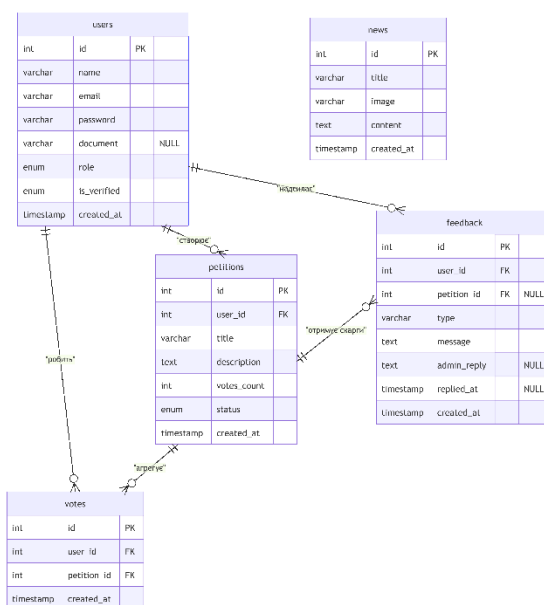 users
int id PK
varchar name
varchar email
varchar password
varchar document NULL
enum role
enum is_verified
timestamp created_at
news
int id PK
varchar title
varchar image
text content
timestamp created_at
"надсилає"
"створює"
feedback
int id PK
int user_id FK
int petition_id FK NULL
varchar type
text message
text admin_reply NULL
timestamp replied_at NULL
timestamp created_at
petitions
int id PK
int user_id FK
varchar title
text description
int votes_count
enum status
timestamp created_at
"отримує скарги"
"робить"
"агрегує"
votes
int id PK
int user_id FK
int petition_id FK
timestamp created_at